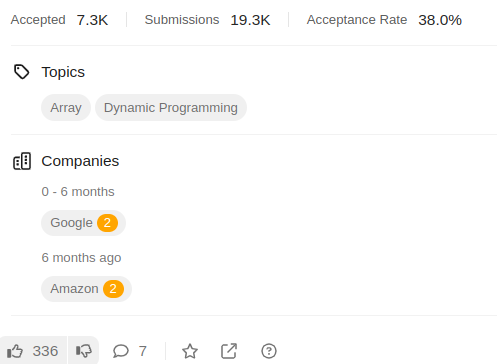 Accepted 7.3K Submissions 19.3K Acceptance Rate 38.0%
Topics
Array Dynamic Programming
Companies
0 - 6 months
Google 2
6 months ago
Amazon 2
336 7